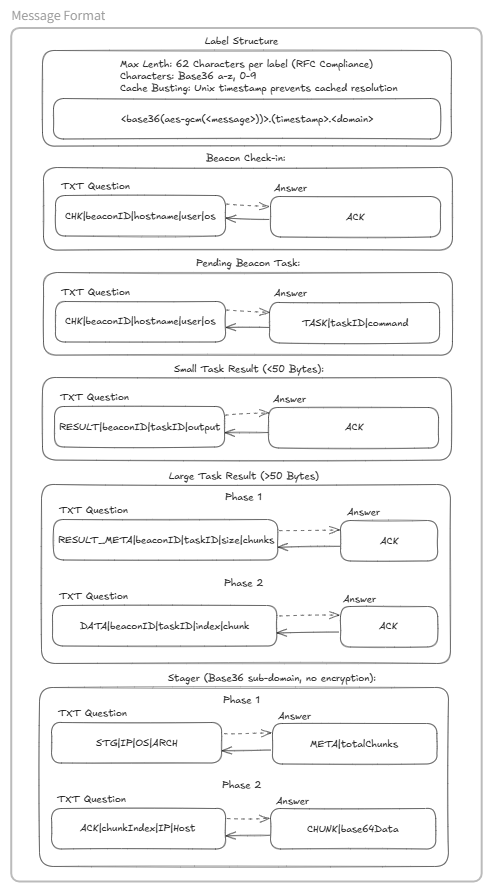 Message Format
Label Structure
Max Lenth: 62 Characters per label (RFC Compliance)
Characters: Base36 a-z, 0-9
Cache Busting: Unix timestamp prevents cached resolution
<base36(aes-gcm(<message>))>.(timestamp>.<domain>
Beacon Check-in:
TXT Question
Answer
CHK|beaconID|hostname|user|os
ACK
Pending Beacon Task:
TXT Question
Answer
CHK|beaconID|hostname|user|os
TASK|taskID|command
Small Task Result (<50 Bytes):
TXT Question
Answer
RESULT|beaconID|taskID|output
ACK
Large Task Result (>50 Bytes)
Phase 1
TXT Question
Answer
RESULT_META|beaconID|taskID|size|chunks
ACK
Phase 2
TXT Question
Answer
DATA|beaconID|taskID|index|chunk
ACK
Stager (Base36 sub-domain, no encryption):
Phase 1
TXT Question
Answer
STG|IP|OS|ARCH
META|totalChunks
Phase 2
TXT Question
Answer
ACK|chunkIndex|IP|Host
CHUNK|base64Data